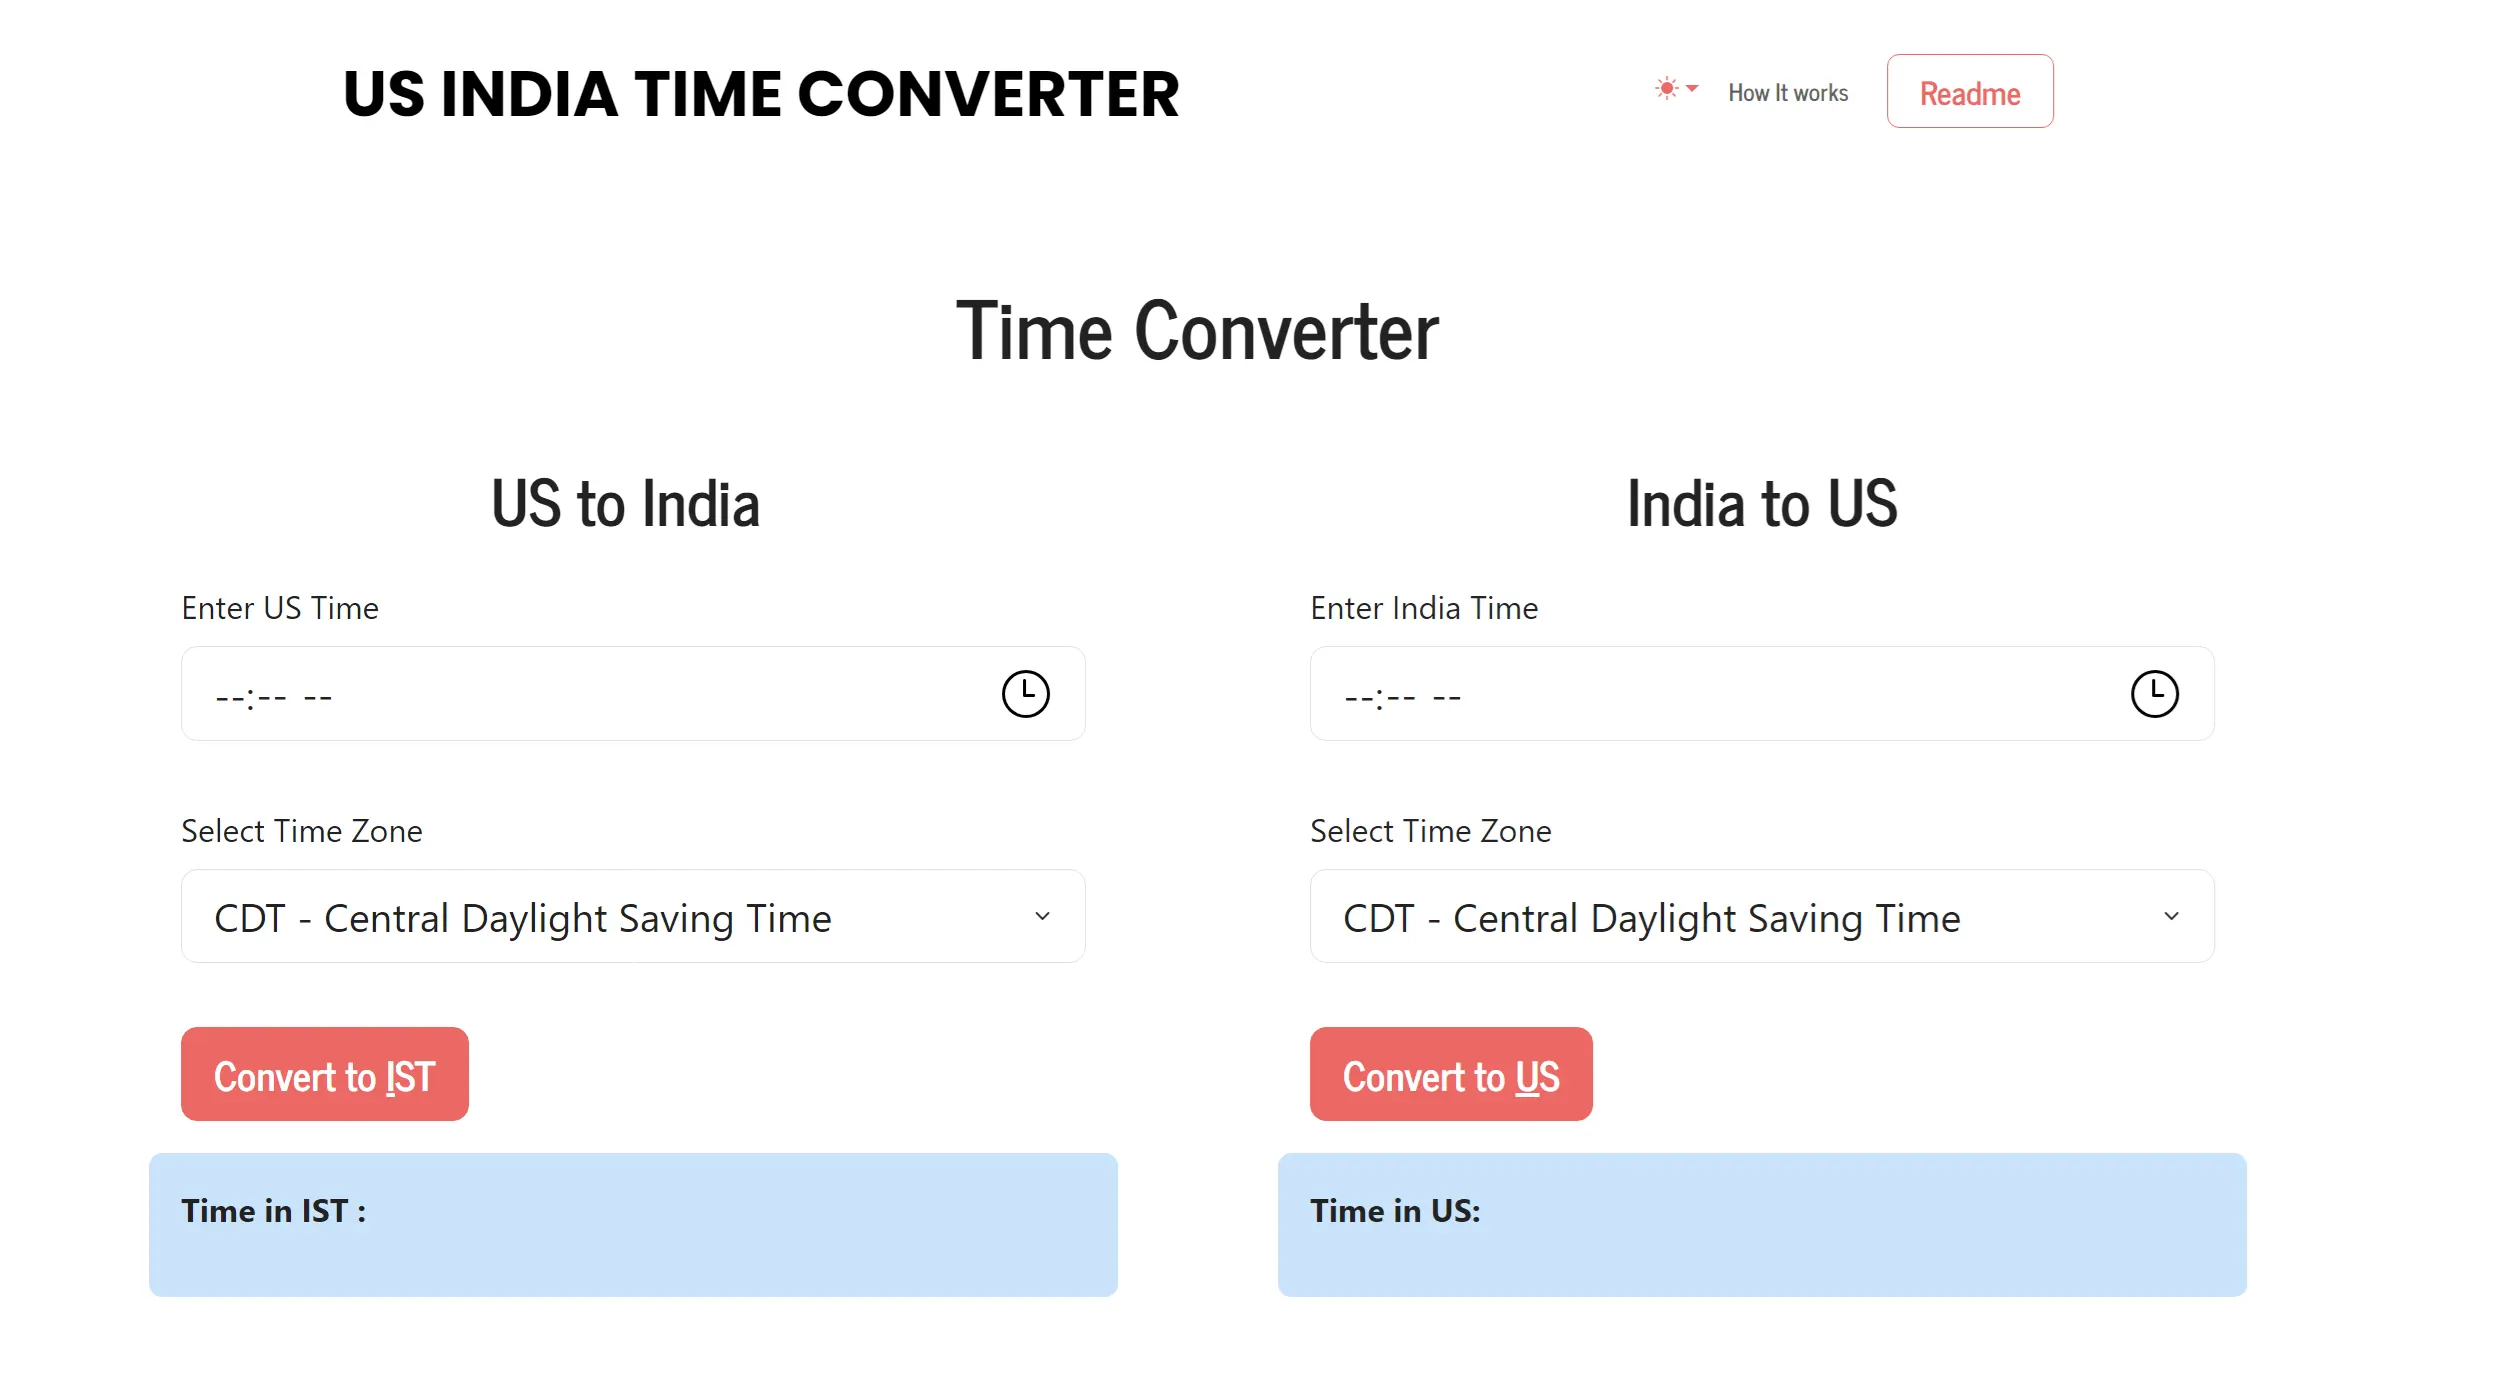 US INDIA TIME CONVERTER
How It works
Readme
Time Converter
US to India
Enter US Time
--:-- --
Select Time Zone
CDT - Central Daylight Saving Time
Convert to IST
Time in IST :
India to US
Enter India Time
--:-- --
Select Time Zone
CDT - Central Daylight Saving Time
Convert to US
Time in US: